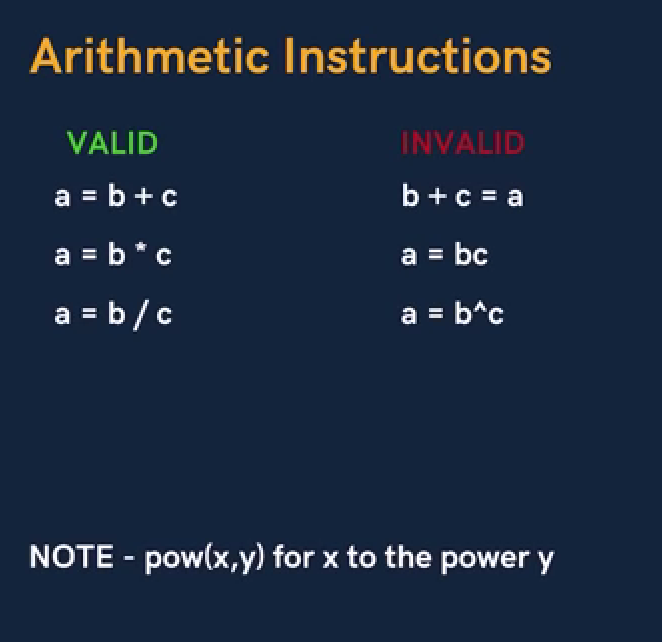 Arithmetic Instructions
VALID INVALID
a = b + c b + c = a
a = b * c a = bc
a = b / c a = b^c
NOTE - pow(x,y) for x to the power y